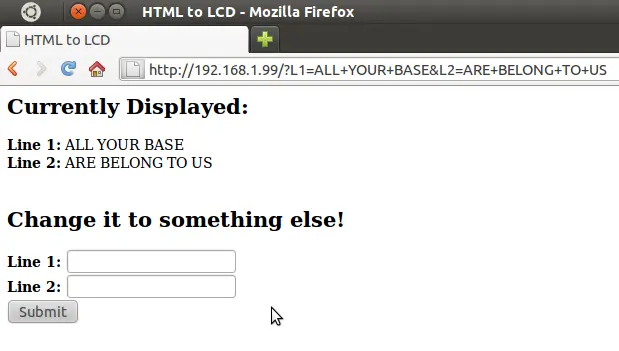 HTML to LCD - Mozilla Firefox
HTML to LCD
http://192.168.1.99/?L1=ALL+YOUR+BASE&L2=ARE+BELONG+TO+US
Currently Displayed:
Line 1: ALL YOUR BASE
Line 2: ARE BELONG TO US
Change it to something else!
Line 1:
Line 2:
Submit